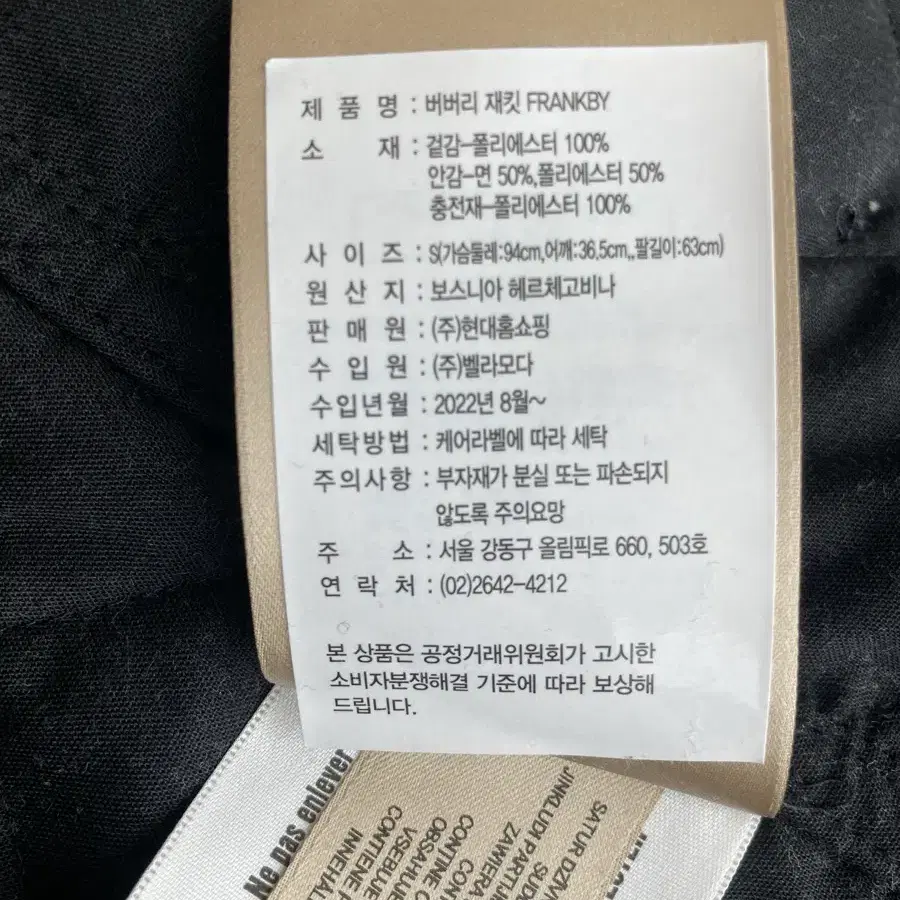 제 품 명 : 버버리 재킷 FRANKBY
소 재 : 겉감-폴리에스터 100%
안감-면 50%,폴리에스터 50%
충전재-폴리에스터 100%
사 이 즈 : S(가슴둘레:94cm,어깨:36.5cm,,팔길이:63cm)
원 산 지 : 보스니아 헤르체고비나
판 매 원 : (주)현대홈쇼핑
수 입 원 : (주)벨라모다
수입년월 : 2022년 8월~
세탁방법 : 케어라벨에 따라 세탁
주의사항 : 부자재가 분실 또는 파손되지
않도록 주의요망
주 소 : 서울 강동구 올림픽로 660, 503호
연 락 처 : (02)2642-4212
본 상품은 공정거래위원회가 고시한
소비자분쟁해결 기준에 따라 보상해
드립니다.
Ne pas enlever
INNEHÅLL
CONTIENE
VSEBUJE
OBSAHUJE
CONTINE
ZAWIERA